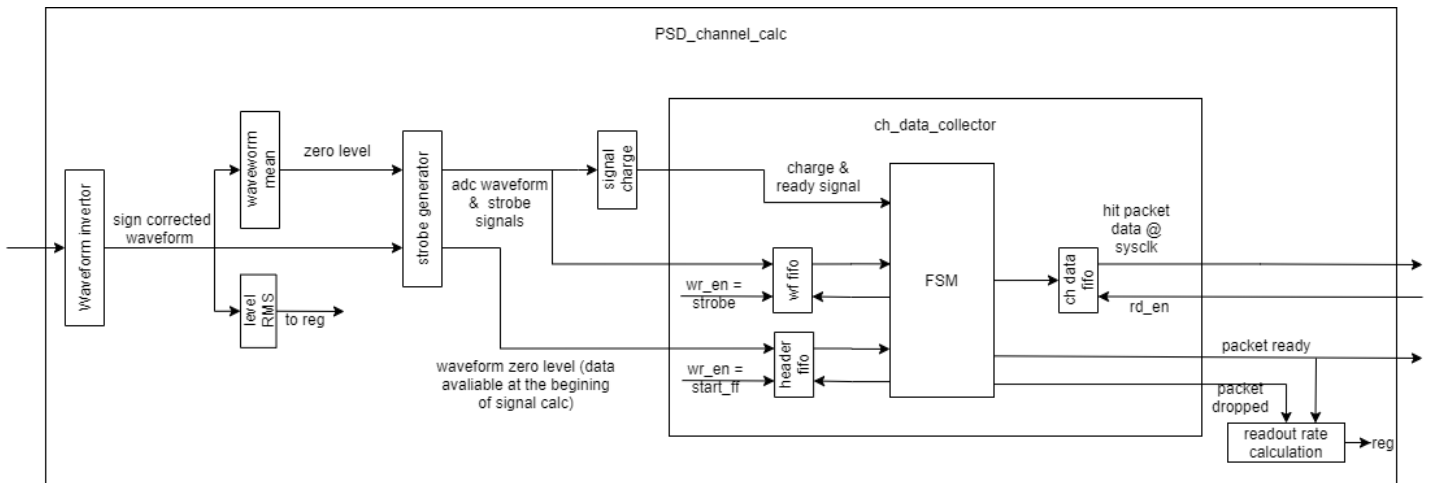 PSD_channel_calc
ch_data_collector
Waveform invertor
sign corrected
waveform
waveworm
mean
zero level
level
RMS
to reg
strobe generator
adc waveform
& strobe
signals
signal
charge
charge &
ready signal
wr_en =
strobe
wf fifo
waveform zero level (data
avaliable at the begining
of signal calc)
wr_en =
start_ff
header
fifo
FSM
ch data
fifo
hit packet
data @
sysclk
rd_en
packet ready
packet
dropped
readout rate
calculation
reg